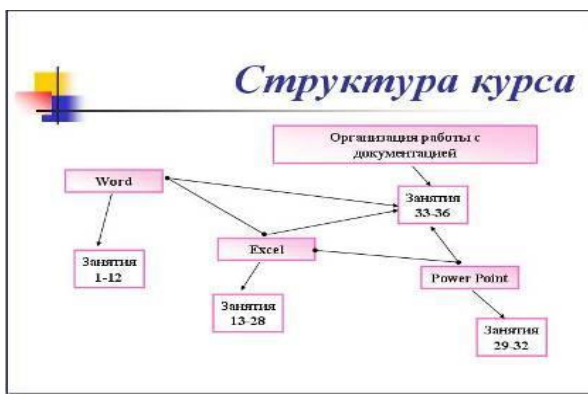 Структура курса
Организация работы с
документацией
Word
Занятия
33-36
Excel
Занятия
1-12
Power Point
Занятия
13-28
Занятия
29-32